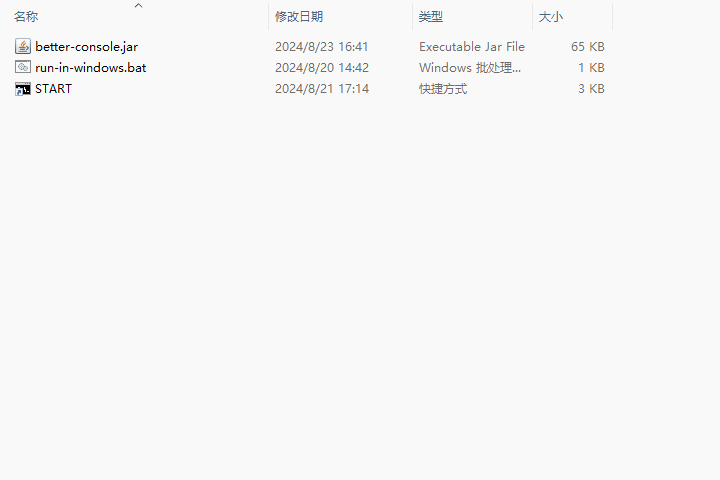 名称 修改日期 类型 大小
better-console.jar 2024/8/23 16:41 Executable Jar File 65 KB
run-in-windows.bat 2024/8/20 14:42 Windows 批处理... 1 KB
START 2024/8/21 17:14 快捷方式 3 KB